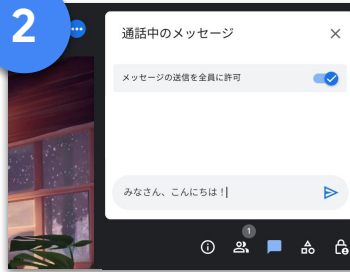 2
通話中のメッセージ
メッセージの送信を全員に許可
みなさん、こんにちは！
1